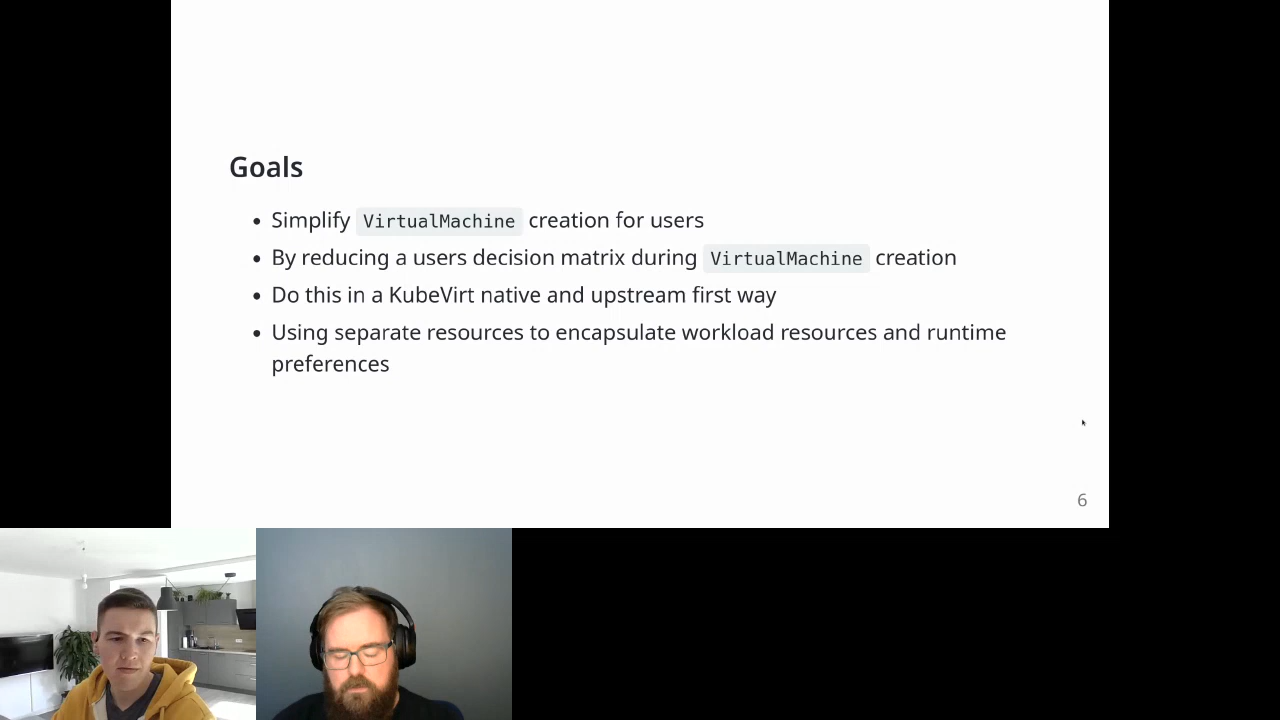 Goals
• Simplify VirtualMachine creation for users
• By reducing a users decision matrix during VirtualMachine creation
• Do this in a KubeVirt native and upstream first way
• Using separate resources to encapsulate workload resources and runtime
preferences
6